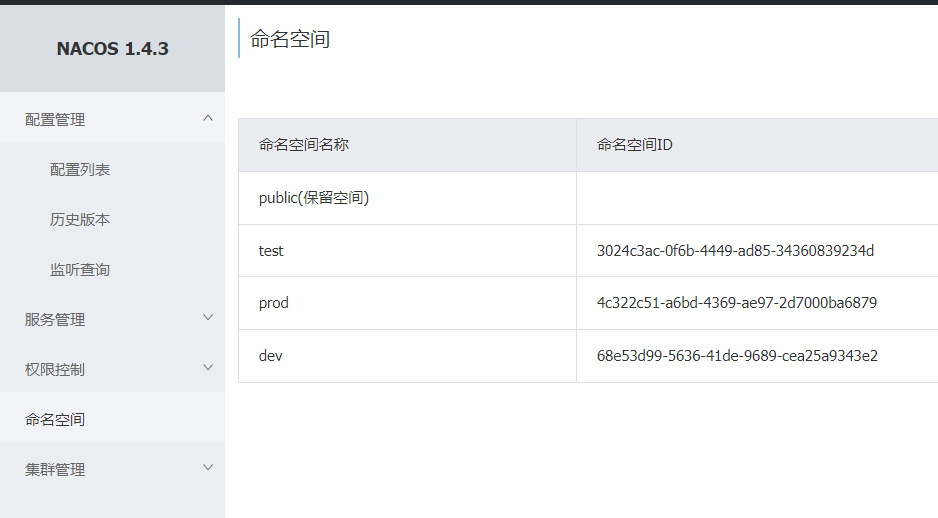 NACOS 1.4.3
配置管理
配置列表
历史版本
监听查询
服务管理
权限控制
命名空间
集群管理
命名空间
命名空间名称 命名空间ID
public(保留空间)
test 3024c3ac-0f6b-4449-ad85-34360839234d
prod 4c322c51-a6bd-4369-ae97-2d7000ba6879
dev 68e53d99-5636-41de-9689-cea25a9343e2